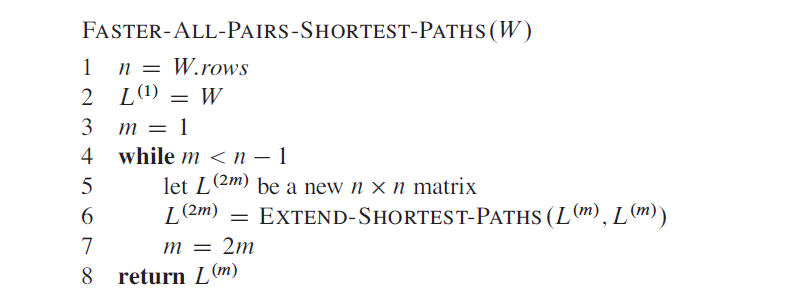 FASTER-ALL-PAIRS-SHORTEST-PATHS(W)
1 n = W.rows
2 L⁽¹⁾ = W
3 m = 1
4 while m < n − 1
5 let L⁽²ᵐ⁾ be a new n × n matrix
6 L⁽²ᵐ⁾ = EXTEND-SHORTEST-PATHS(L⁽ᵐ⁾, L⁽ᵐ⁾)
7 m = 2m
8 return L⁽ᵐ⁾